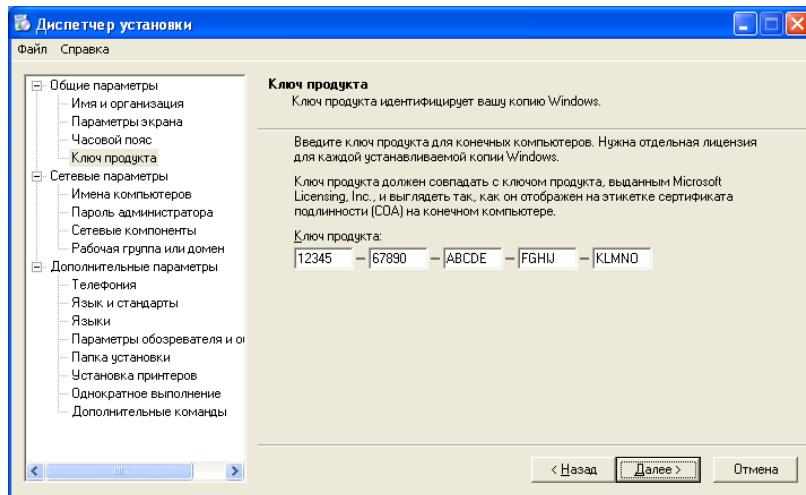 Диспетчер установки
Файл Справка
Общие параметры
Имя и организация
Параметры экрана
Часовой пояс
Ключ продукта
Сетевые параметры
Имена компьютеров
Пароль администратора
Сетевые компоненты
Рабочая группа или домен
Дополнительные параметры
Телефония
Язык и стандарты
Языки
Параметры обозревателя и о
Папка установки
Установка принтеров
Однократное выполнение
Дополнительные команды
Ключ продукта
Ключ продукта идентифицирует вашу копию Windows.
Введите ключ продукта для конечных компьютеров. Нужна отдельная лицензия
для каждой устанавливаемой копии Windows.
Ключ продукта должен совпадать с ключом продукта, выданным Microsoft
Licensing, Inc., и выглядеть так, как он отображен на этикетке сертификата
подлинности (COA) на конечном компьютере.
Ключ продукта:
12345 – 67890 – ABCDE – FGHIJ – KLMNO
< Назад Далее > Отмена